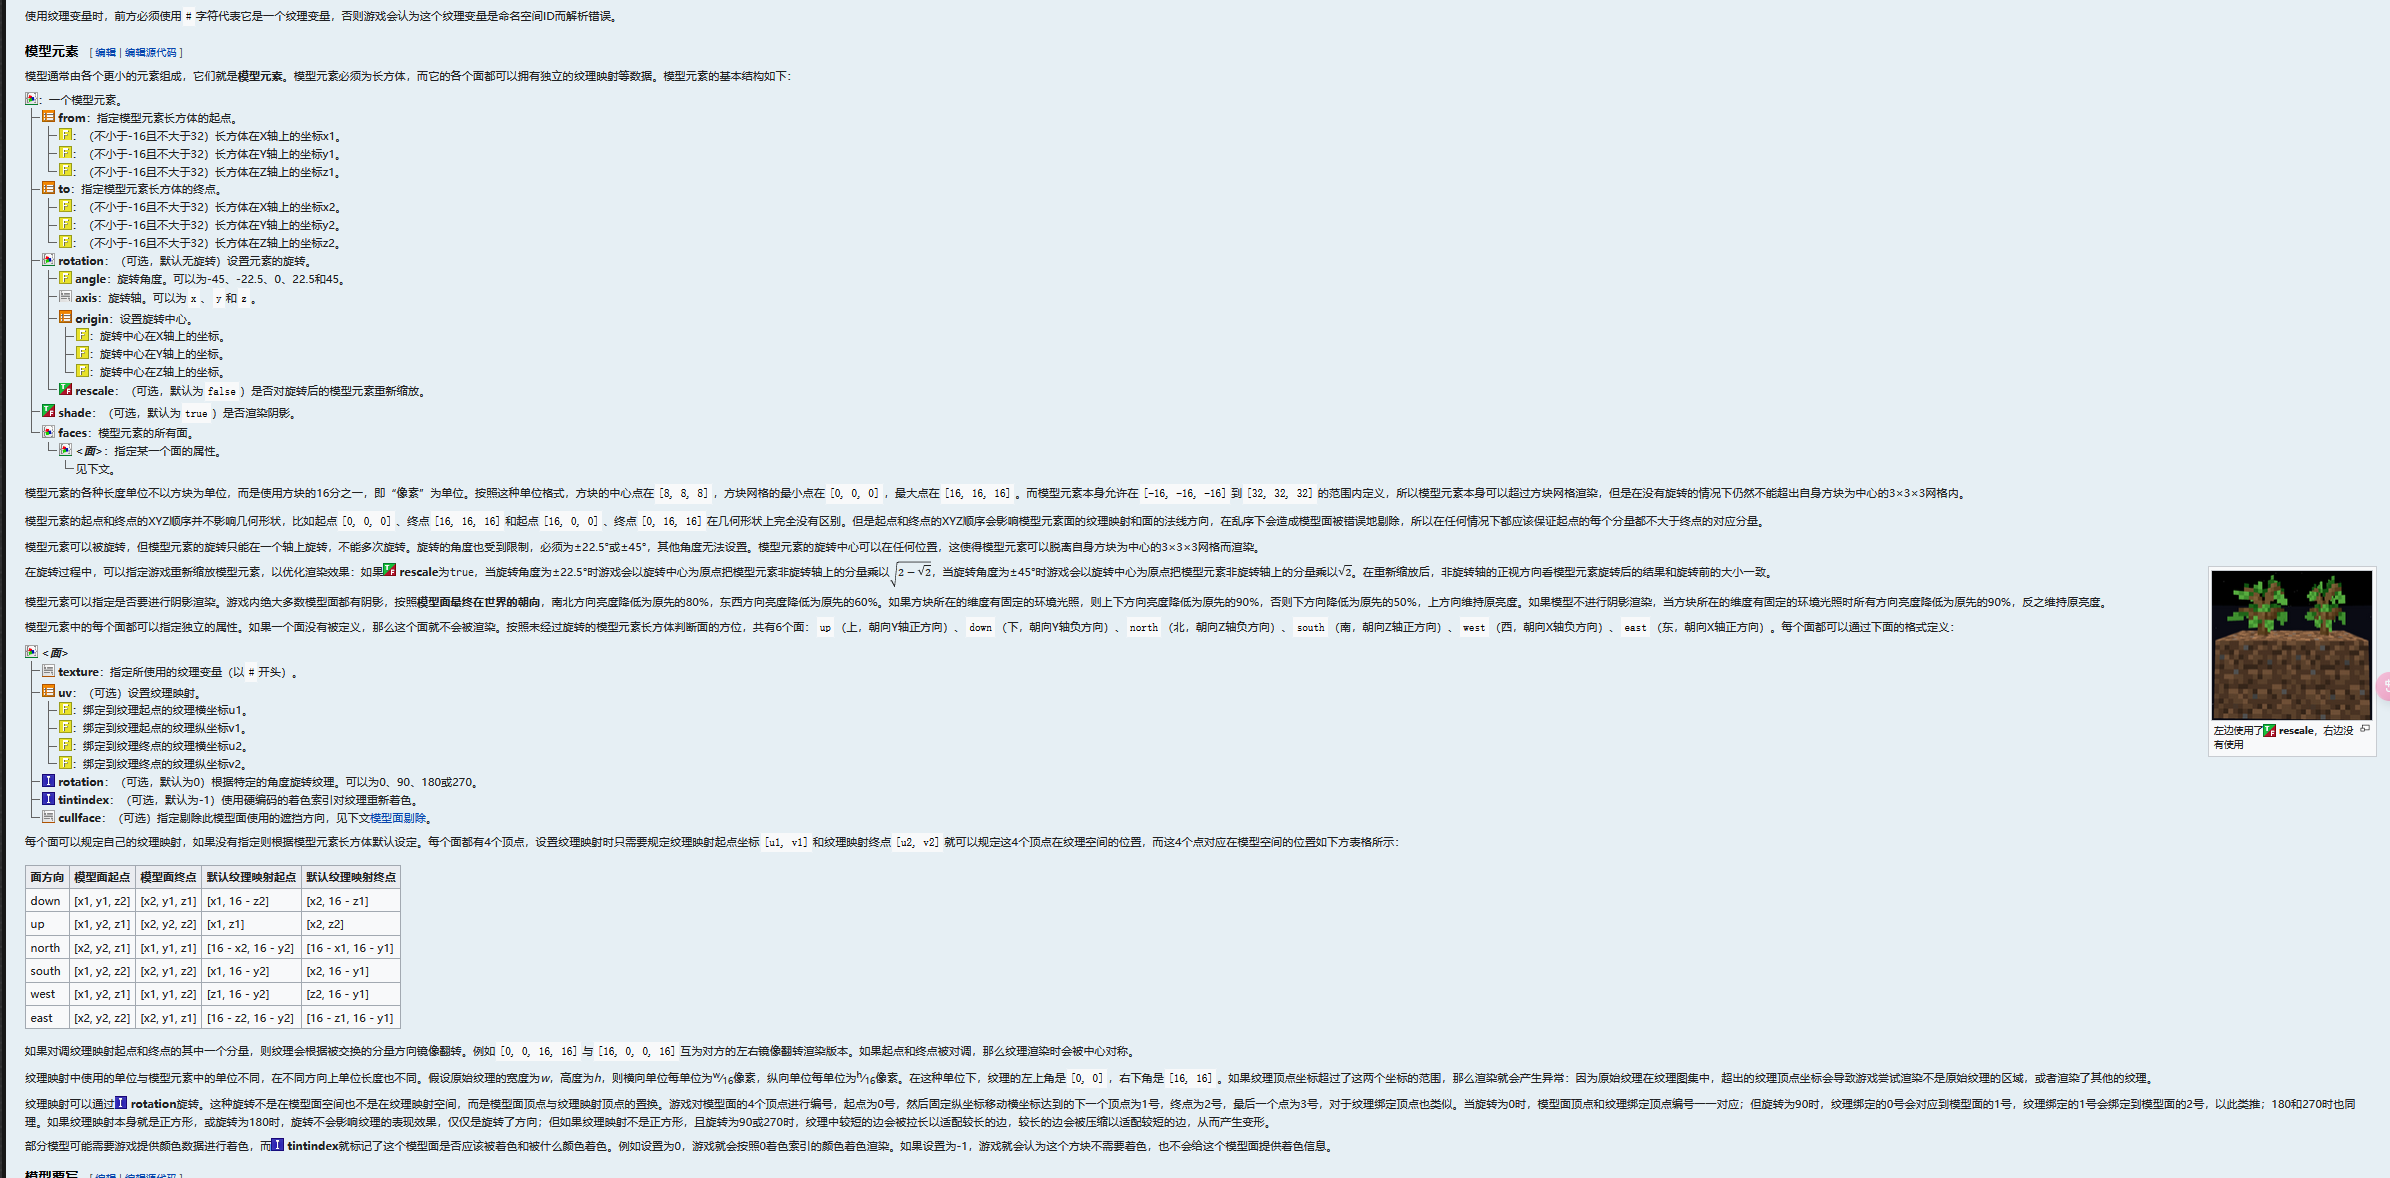 使用纹理变量时，前方必须使用 # 字符代表它是一个纹理变量，否则游戏会认为这个纹理变量是命名空间ID而解析错误。
模型元素 [ 编辑 | 编辑源代码 ]
模型通常由各个更小的元素组成，它们就是模型元素。模型元素必须为长方体，而它的各个面都可以拥有独立的纹理映射等数据。模型元素的基本结构如下：
：一个模型元素。
from：指定模型元素长方体的起点。
：（不小于-16且不大于32）长方体在X轴上的坐标x1。
：（不小于-16且不大于32）长方体在Y轴上的坐标y1。
：（不小于-16且不大于32）长方体在Z轴上的坐标z1。
to：指定模型元素长方体的终点。
：（不小于-16且不大于32）长方体在X轴上的坐标x2。
：（不小于-16且不大于32）长方体在Y轴上的坐标y2。
：（不小于-16且不大于32）长方体在Z轴上的坐标z2。
rotation：（可选，默认无旋转）设置元素的旋转。
angle：旋转角度。可以为-45、-22.5、0、22.5和45。
axis：旋转轴。可以为 x 、 y 和 z 。
origin：设置旋转中心。
：旋转中心在X轴上的坐标。
：旋转中心在Y轴上的坐标。
：旋转中心在Z轴上的坐标。
rescale：（可选，默认为 false ）是否对旋转后的模型元素重新缩放。
shade：（可选，默认为 true ）是否渲染阴影。
faces：模型元素的所有面。
<面>：指定某一个面的属性。
见下文。
模型元素的各种长度单位不以方块为单位，而是使用方块的16分之一，即“像素”为单位。按照这种单位格式，方块的中心点在 [8, 8, 8] ，方块网格的最小点在 [0, 0, 0] ，最大点在 [16, 16, 16] 。而模型元素本身允许在 [-16, -16, -16] 到 [32, 32, 32] 的范围内定义，所以模型元素本身可以超过方块网格渲染，但是在没有旋转的情况下仍然不能超出自身方块为中心的3×3×3网格内。
模型元素的起点和终点的XYZ顺序并不影响几何形状，比如起点 [0, 0, 0] 、终点 [16, 16, 16] 和起点 [16, 0, 0] 、终点 [0, 16, 16] 在几何形状上完全没有区别。但是起点和终点的XYZ顺序会影响模型元素面的纹理映射和面的法线方向，在乱序下会造成模型面被错误地剔除，所以在任何情况下都应该保证起点的每个分量都不大于终点的对应分量。
模型元素可以被旋转，但模型元素的旋转只能在一个轴上旋转，不能多次旋转。旋转的角度也受到限制，必须为±22.5°或±45°，其他角度无法设置。模型元素的旋转中心可以在任何位置，这使得模型元素可以脱离自身方块为中心的3×3×3网格而渲染。
在旋转过程中，可以指定游戏重新缩放模型元素，以优化渲染效果：如果 rescale为true，当旋转角度为±22.5°时游戏会以旋转中心为原点把模型元素非旋转轴上的分量乘以√(2 − √2)，当旋转角度为±45°时游戏会以旋转中心为原点把模型元素非旋转轴上的分量乘以√2。在重新缩放后，非旋转轴的正视方向看模型元素旋转后的结果和旋转前的大小一致。
模型元素可以指定是否要进行阴影渲染。游戏内绝大多数模型面都有阴影，按照模型面最终在世界的朝向，南北方向亮度降低为原先的80%，东西方向亮度降低为原先的60%。如果方块所在的维度有固定的环境光照，则上下方向亮度降低为原先的90%，否则下方向降低为原先的50%，上方向维持原亮度。如果模型不进行阴影渲染，当方块所在的维度有固定的环境光照时所有方向亮度降低为原先的90%，反之维持原亮度。
模型元素中的每个面都可以指定独立的属性。如果一个面没有被定义，那么这个面就不会被渲染。按照未经过旋转的模型元素长方体判断面的方位，共有6个面： up （上，朝向Y轴正方向）、 down （下，朝向Y轴负方向）、 north （北，朝向Z轴负方向）、 south （南，朝向Z轴正方向）、 west （西，朝向X轴负方向）、 east （东，朝向X轴正方向）。每个面都可以通过下面的格式定义：
<面>
texture：指定所使用的纹理变量（以 # 开头）。
uv：（可选）设置纹理映射。
：绑定到纹理起点的纹理横坐标u1。
：绑定到纹理起点的纹理纵坐标v1。
：绑定到纹理终点的纹理横坐标u2。
：绑定到纹理终点的纹理纵坐标v2。
rotation：（可选，默认为0）根据特定的角度旋转纹理。可以为0、90、180或270。
tintindex：（可选，默认为-1）使用硬编码的着色索引对纹理重新着色。
cullface：（可选）指定剔除此模型面使用的遮挡方向，见下文模型面剔除。
左边使用了 rescale，右边没
有使用
每个面可以规定自己的纹理映射，如果没有指定则根据模型元素长方体默认设定。每个面都有4个顶点，设置纹理映射时只需要规定纹理映射起点坐标 [u1, v1] 和纹理映射终点 [u2, v2] 就可以规定这4个顶点在纹理空间的位置，而这4个点对应在模型空间的位置如下方表格所示：
面方向 模型面起点 模型面终点 默认纹理映射起点 默认纹理映射终点
down [x1, y1, z2] [x2, y1, z1] [x1, 16 - z2] [x2, 16 - z1]
up [x1, y2, z1] [x2, y2, z2] [x1, z1] [x2, z2]
north [x2, y2, z1] [x1, y1, z1] [16 - x2, 16 - y2] [16 - x1, 16 - y1]
south [x1, y2, z2] [x2, y1, z2] [x1, 16 - y2] [x2, 16 - y1]
west [x1, y2, z1] [x1, y1, z2] [z1, 16 - y2] [z2, 16 - y1]
east [x2, y2, z2] [x2, y1, z1] [16 - z2, 16 - y2] [16 - z1, 16 - y1]
如果对调纹理映射起点和终点的其中一个分量，则纹理会根据被交换的分量方向镜像翻转。例如 [0, 0, 16, 16] 与 [16, 0, 0, 16] 互为对方的左右镜像翻转渲染版本。如果起点和终点被对调，那么纹理渲染时会被中心对称。
纹理映射中使用的单位与模型元素中的单位不同，在不同方向上单位长度也不同。假设原始纹理的宽度为w，高度为h，则横向单位每单位为w⁄16像素，纵向单位每单位为h⁄16像素。在这种单位下，纹理的左上角是 [0, 0] ，右下角是 [16, 16] 。如果纹理顶点坐标超过了这两个坐标的范围，那么渲染就会产生异常：因为原始纹理在纹理图集中，超出的纹理顶点坐标会导致游戏尝试渲染不是原始纹理的区域，或者渲染了其他的纹理。
纹理映射可以通过 rotation旋转。这种旋转不是在模型面空间也不是在纹理映射空间，而是模型面顶点与纹理映射顶点的置换。游戏对模型面的4个顶点进行编号，起点为0号，然后固定纵坐标移动横坐标达到的下一个顶点为1号，终点为2号，最后一个点为3号，对于纹理绑定顶点也类似。当旋转为0时，模型面顶点和纹理绑定顶点编号一一对应；但旋转为90时，纹理绑定的0号会对应到模型面的1号，纹理绑定的1号会绑定到模型面的2号，以此类推；180和270时也同
理。如果纹理映射本身就是正方形，或旋转为180时，旋转不会影响纹理的表现效果，仅仅是旋转了方向；但如果纹理映射不是正方形，且旋转为90或270时，纹理中较短的边会被拉长以适配较长的边，较长的边会被压缩以适配较短的边，从而产生变形。
部分模型可能需要游戏提供颜色数据进行着色，而 tintindex就标记了这个模型面是否应该被着色和被什么颜色着色。例如设置为0，游戏就会按照0着色索引的颜色着色渲染。如果设置为-1，游戏就会认为这个方块不需要着色，也不会给这个模型面提供着色信息。
模型覆写 [ 编辑 | 编辑源代码 ]